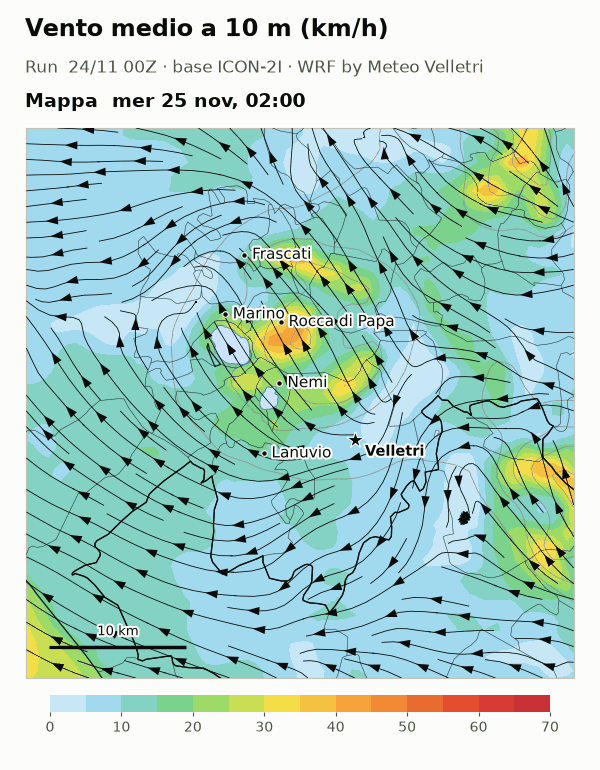 Vento medio a 10 m (km/h)
Run 24/11 00Z · base ICON-2I · WRF by Meteo Velletri
Mappa mer 25 nov, 02:00
Frascati
Marino
Rocca di Papa
Nemi
Velletri
Lanuvio
10 km
0 10 20 30 40 50 60 70